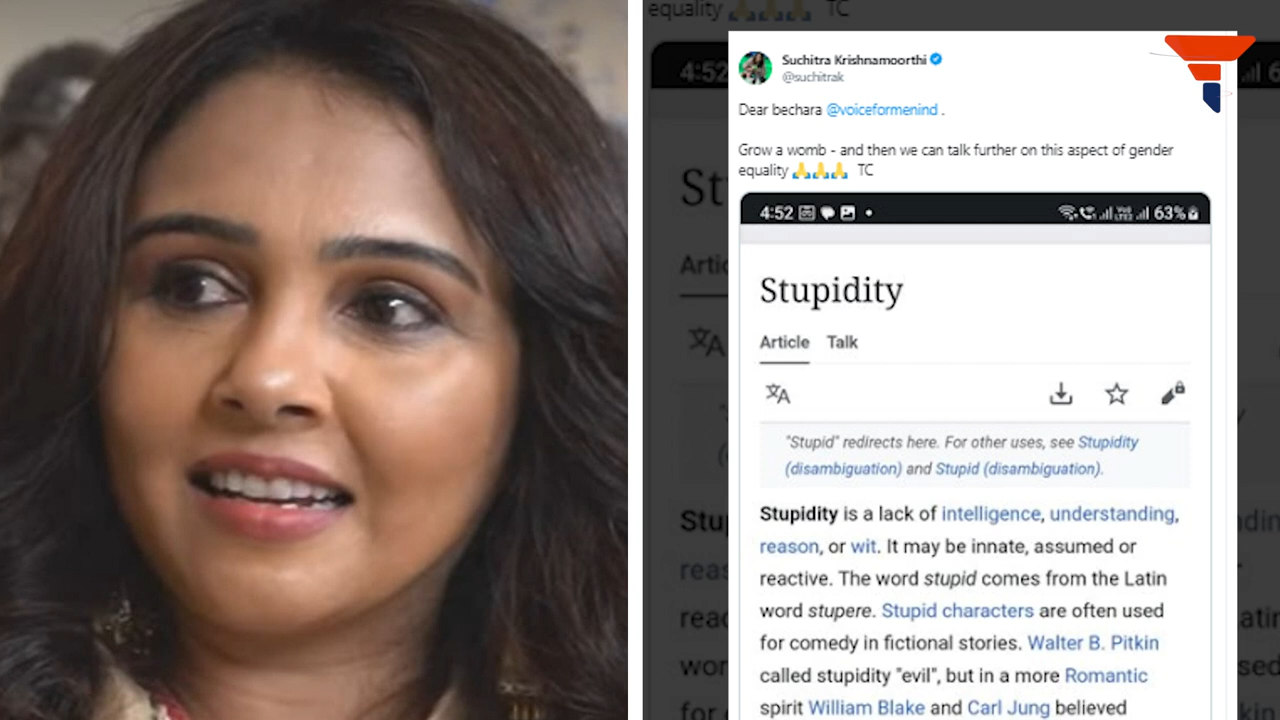 equality 🙏🙏🙏 TC
Suchitra Krishnamoorthi
@suchitrak
Dear bechara @voiceformenind .
Grow a womb - and then we can talk further on this aspect of gender
equality 🙏🙏🙏 TC
4:52
4:52 63%
Stupidity
Article Talk
"Stupid" redirects here. For other uses, see Stupidity
(disambiguation) and Stupid (disambiguation).
Stupidity is a lack of intelligence, understanding,
reason, or wit. It may be innate, assumed or
reactive. The word stupid comes from the Latin
word stupere. Stupid characters are often used
for comedy in fictional stories. Walter B. Pitkin
called stupidity "evil", but in a more Romantic
spirit William Blake and Carl Jung believed